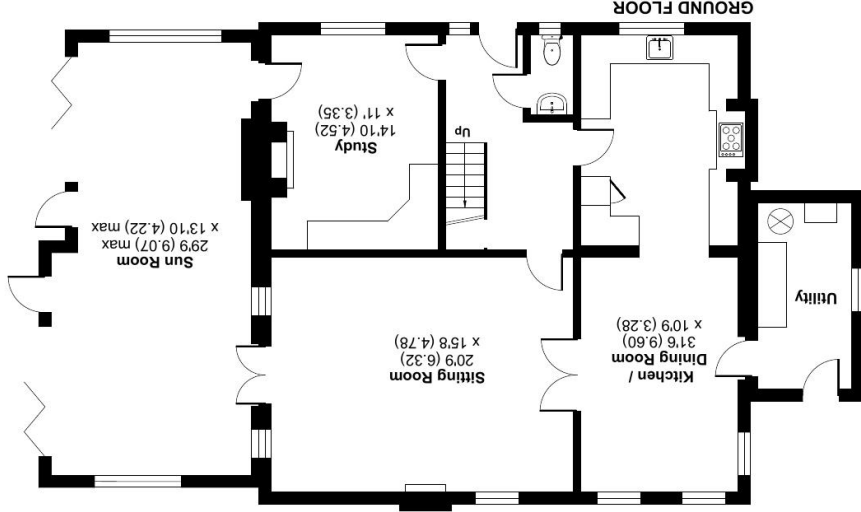 GROUND FLOOR
Utility
Kitchen /
Dining Room
31'6 (9.60)
x 10'9 (3.28)
Sitting Room
20'9 (6.32)
x 15'8 (4.78)
Sun Room
29'9 (9.07) max
x 13'10 (4.22) max
Study
14'10 (4.52)
x 11' (3.35)
Up